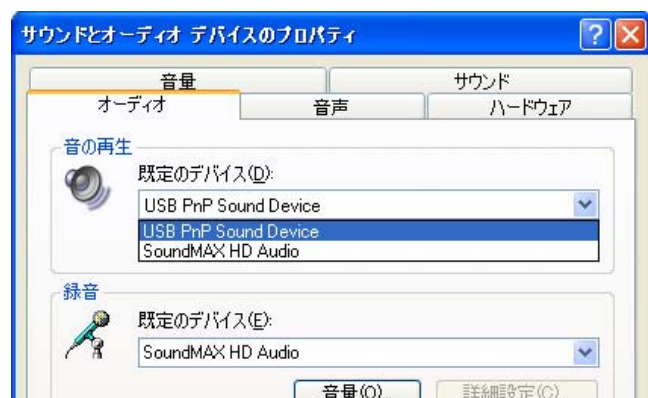 サウンドとオーディオ デバイスのプロパティ
音量 サウンド
オーディオ 音声 ハードウェア
音の再生
既定のデバイス(D):
USB PnP Sound Device
USB PnP Sound Device
SoundMAX HD Audio
録音
既定のデバイス(E):
SoundMAX HD Audio
音量(O)... 詳細設定(C)...